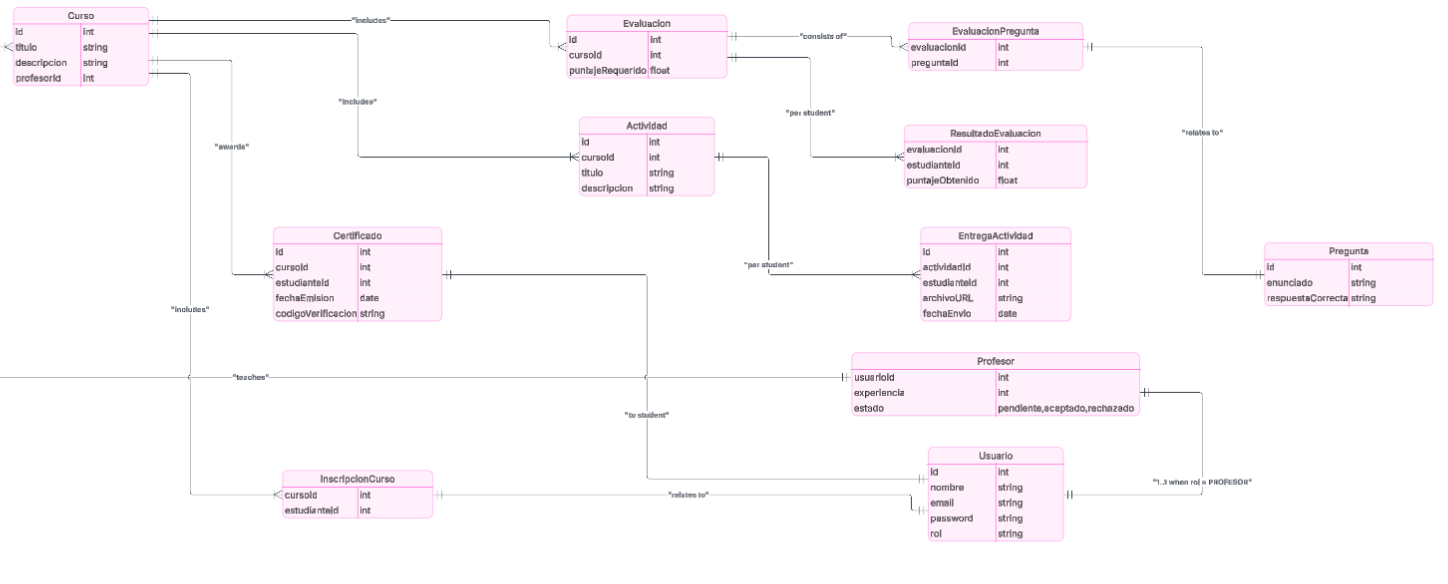 Curso
id int
titulo string
descripcion string
profesorId int
"includes"
Evaluacion
id int
cursoId int
puntajeRequerido float
"consists of"
EvaluacionPregunta
evaluacionId int
preguntaId int
"includes"
"per student"
"relates to"
"awards"
Actividad
id int
cursoId int
titulo string
descripcion string
ResultadoEvaluacion
evaluacionId int
estudianteId int
puntajeObtenido float
Certificado
id int
cursoId int
estudianteId int
fechaEmision date
codigoVerificacion string
"per student"
EntregaActividad
id int
actividadId int
estudianteId int
archivoURL string
fechaEnvio date
Pregunta
id int
enunciado string
respuestaCorrecta string
"includes"
"teaches"
Profesor
usuarioId int
experiencia int
estado pendiente,aceptado,rechazado
"to student"
Usuario
id int
nombre string
email string
password string
rol string
"1..1 when rol = PROFESOR"
InscripcionCurso
cursoId int
estudianteId int
"relates to"